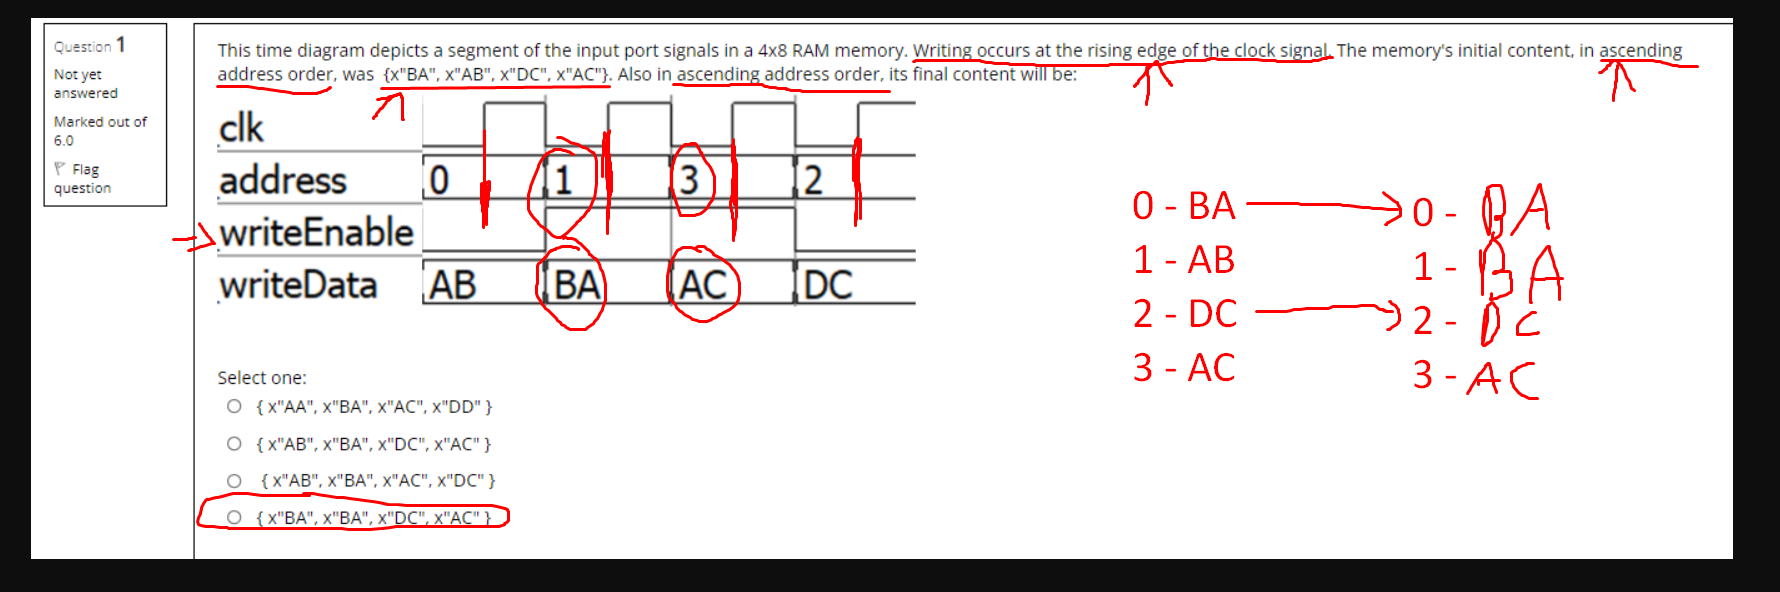 Question 1
Not yet
answered
Marked out of
6.0
Flag
question
This time diagram depicts a segment of the input port signals in a 4x8 RAM memory. Writing occurs at the rising edge of the clock signal. The memory's initial content, in ascending
address order, was {x"BA", x"AB", x"DC", x"AC"}. Also in ascending address order, its final content will be:
clk
address 0 1 3 2
writeEnable
writeData AB BA AC DC
0 - BA 0 - BA
1 - AB 1 - BA
2 - DC 2 - DC
3 - AC 3 - AC
Select one:
{ x"AA", x"BA", x"AC", x"DD" }
{ x"AB", x"BA", x"DC", x"AC" }
{ x"AB", x"BA", x"AC", x"DC" }
{ x"BA", x"BA", x"DC", x"AC" }